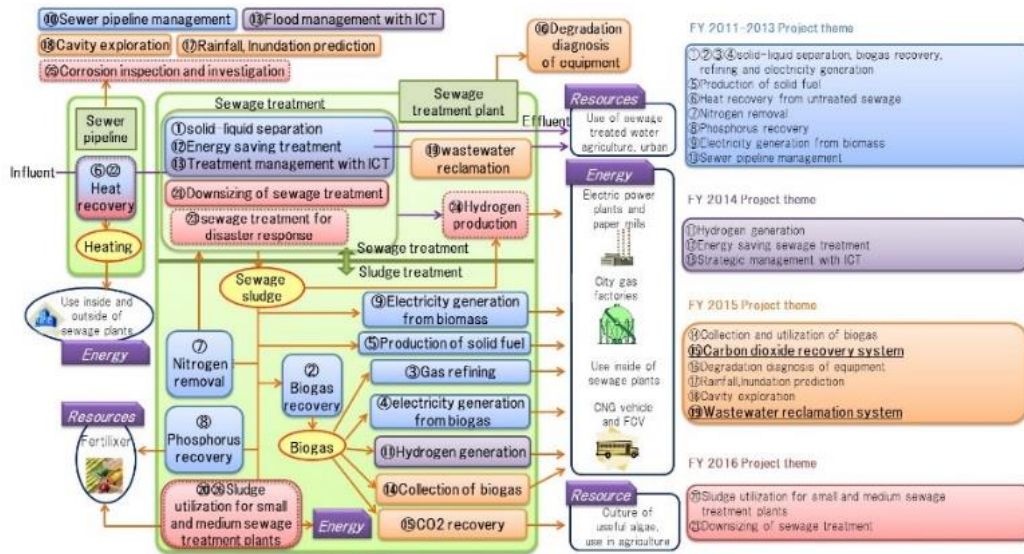 ⑩Sewer pipeline management
⑬Flood management with ICT
⑱Cavity exploration
⑰Rainfall, Inundation prediction
㉕Corrosion inspection and investigation
⑯Degradation
diagnosis
of equipment
Sewer
pipeline
Influent
⑥㉒
Heat
recovery
Heating
Use inside and
outside of
sewage plants
Energy
Sewage treatment
Sewage
treatment plant
①solid-liquid separation
⑫Energy saving treatment
⑬Treatment management with ICT
㉑Downsizing of sewage treatment
㉓sewage treatment for
disaster response
Effluent
⑲wastewater
reclamation
㉔Hydrogen
production
Sewage treatment
Sludge treatment
Sewage
sludge
⑦
Nitrogen
removal
⑧
Phosphorus
recovery
Resources
Fertilixer
⑳㉖Sludge
utilization for small
and medium sewage
treatment plants
Energy
②
Biogas
recovery
Biogas
⑨Electricity generation
from biomass
⑤Production of solid fuel
③Gas refining
④electricity generation
from biogas
⑪Hydrogen generation
⑭Collection of biogas
⑮CO2 recovery
Resources
Use of sewage
treated water
agriculture, urban
Energy
Electric power
plants and
paper mills
City gas
factories
Use inside of
sewage plants
CNG vehicle
and FCV
Resource
Culture of
useful algae,
use in agriculture
FY 2011-2013 Project theme
①②③④solid-liquid separation, biogas recovery,
refining and electricity generation
⑤Production of solid fuel
⑥Heat recovery from untreated sewage
⑦Nitrogen removal
⑧Phosphorus recovery
⑨Electricity generation from biomass
⑩Sewer pipeline management
FY 2014 Project theme
⑪Hydrogen generation
⑫Energy saving sewage treatment
⑬Strategic management with ICT
FY 2015 Project theme
⑭Collection and utilization of biogas
⑮Carbon dioxide recovery system
⑯Degradation diagnosis of equipment
⑰Rainfall,Inundation prediction
⑱Cavity exploration
⑲Wastewater reclamation system
FY 2016 Project theme
⑳Sludge utilization for small and medium sewage
treatment plants
㉑Downsizing of sewage treatment